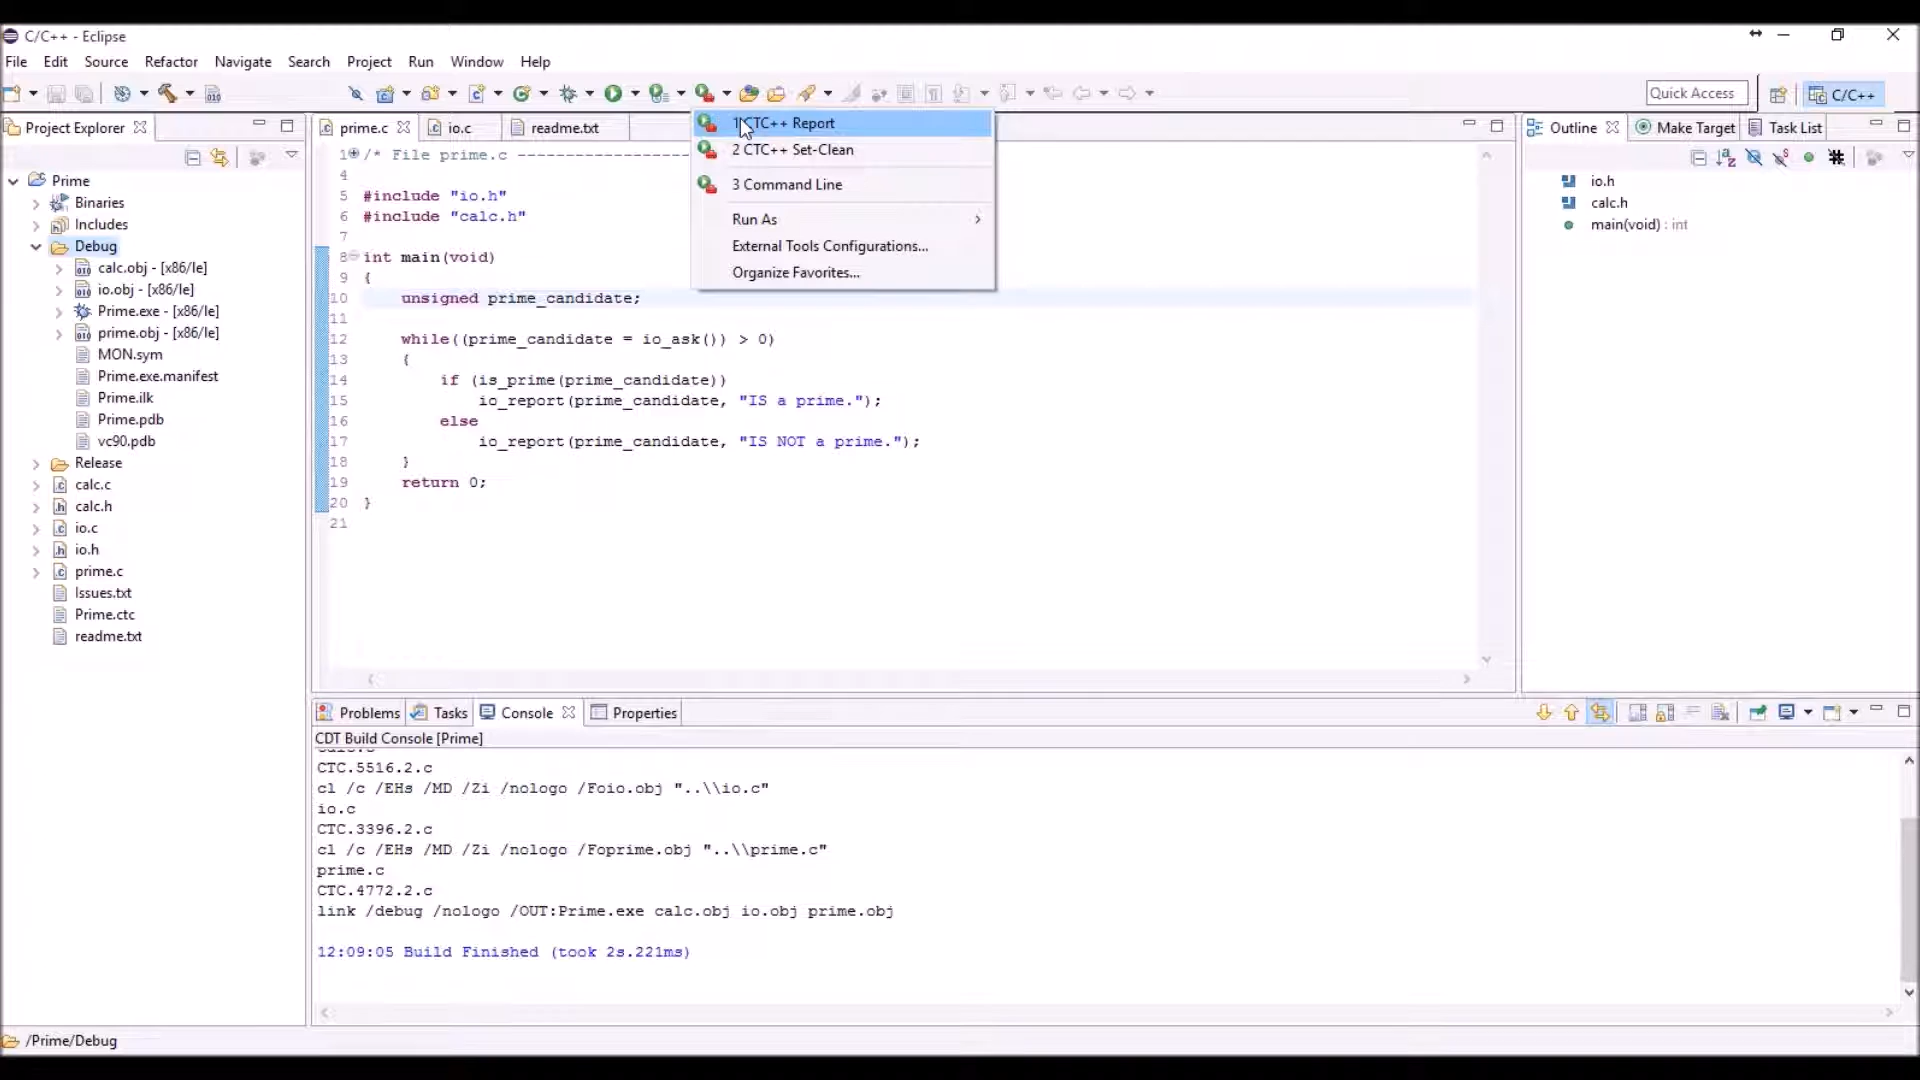 C/C++ - Eclipse
File Edit Source Refactor Navigate Search Project Run Window Help
Quick Access
C/C++
Project Explorer
Prime
Binaries
Includes
Debug
calc.obj - [x86/le]
io.obj - [x86/le]
Prime.exe - [x86/le]
prime.obj - [x86/le]
MON.sym
Prime.exe.manifest
Prime.ilk
Prime.pdb
vc90.pdb
Release
calc.c
calc.h
io.c
io.h
prime.c
Issues.txt
Prime.ctc
readme.txt
prime.c io.c readme.txt
1 /* File prime.c ------------------
4
5 #include "io.h"
6 #include "calc.h"
7
8 int main(void)
9 {
10 unsigned prime_candidate;
11
12 while((prime_candidate = io_ask()) > 0)
13 {
14 if (is_prime(prime_candidate))
15 io_report(prime_candidate, "IS a prime.");
16 else
17 io_report(prime_candidate, "IS NOT a prime.");
18 }
19 return 0;
20 }
21
1 CTC++ Report
2 CTC++ Set-Clean
3 Command Line
Run As
External Tools Configurations...
Organize Favorites...
Outline Make Target Task List
io.h
calc.h
main(void) : int
Problems Tasks Console Properties
CDT Build Console [Prime]
CTC.5516.2.c
cl /c /EHs /MD /Zi /nologo /Foio.obj "..\\io.c"
io.c
CTC.3396.2.c
cl /c /EHs /MD /Zi /nologo /Foprime.obj "..\\prime.c"
prime.c
CTC.4772.2.c
link /debug /nologo /OUT:Prime.exe calc.obj io.obj prime.obj
12:09:05 Build Finished (took 2s.221ms)
/Prime/Debug